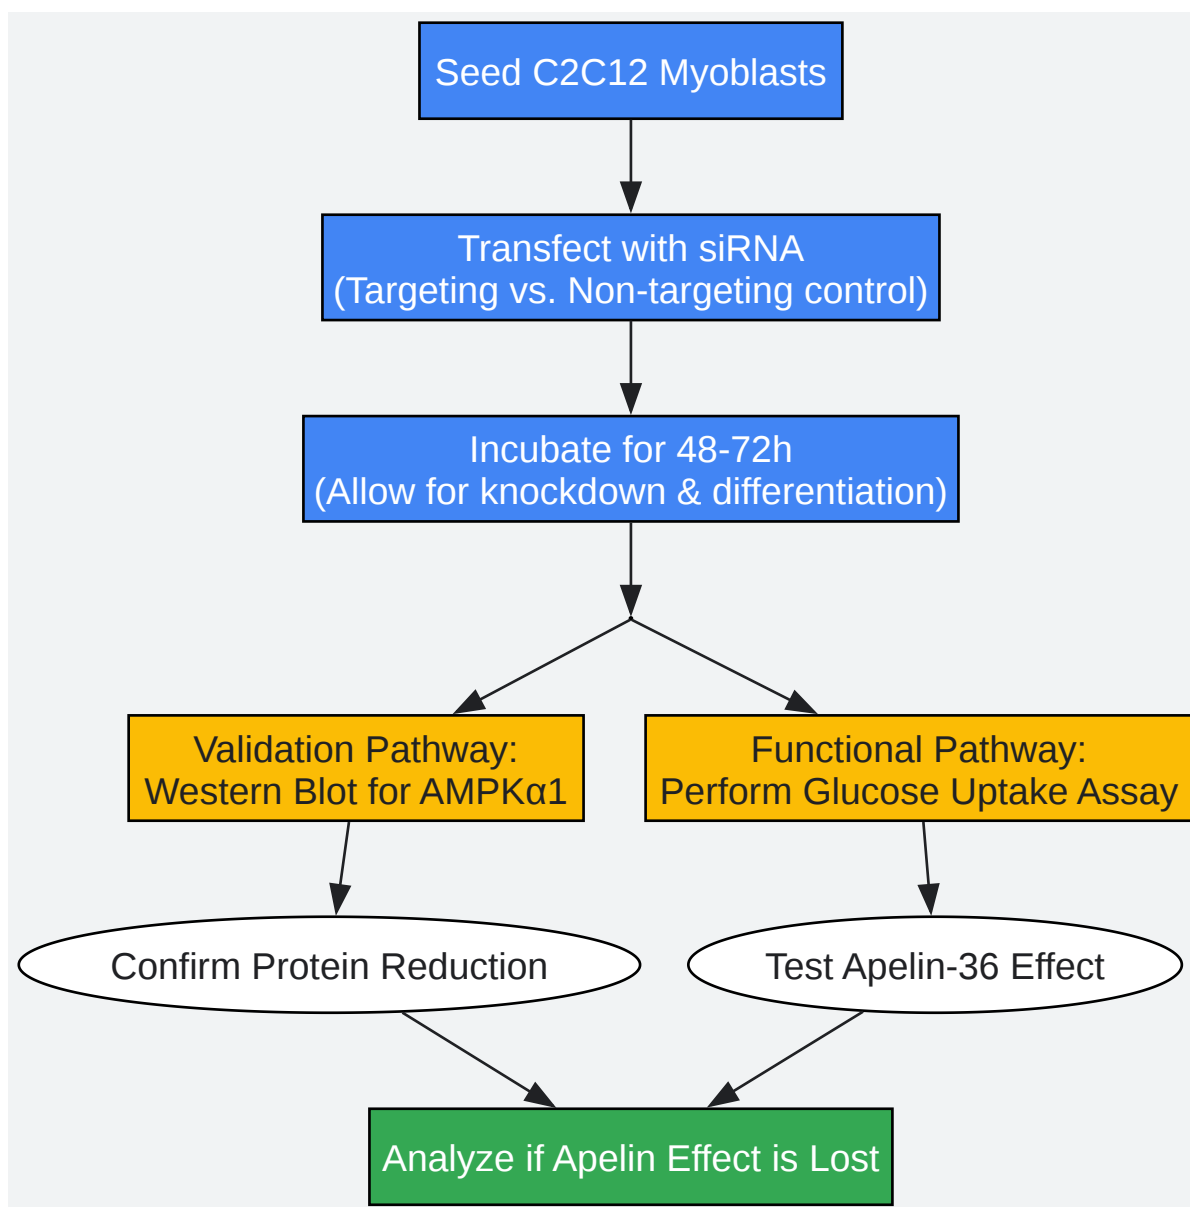 Seed C2C12 Myoblasts
Transfect with siRNA
(Targeting vs. Non-targeting control)
Incubate for 48-72h
(Allow for knockdown & differentiation)
Validation Pathway:
Western Blot for AMPKα1
Functional Pathway:
Perform Glucose Uptake Assay
Confirm Protein Reduction
Test Apelin-36 Effect
Analyze if Apelin Effect is Lost